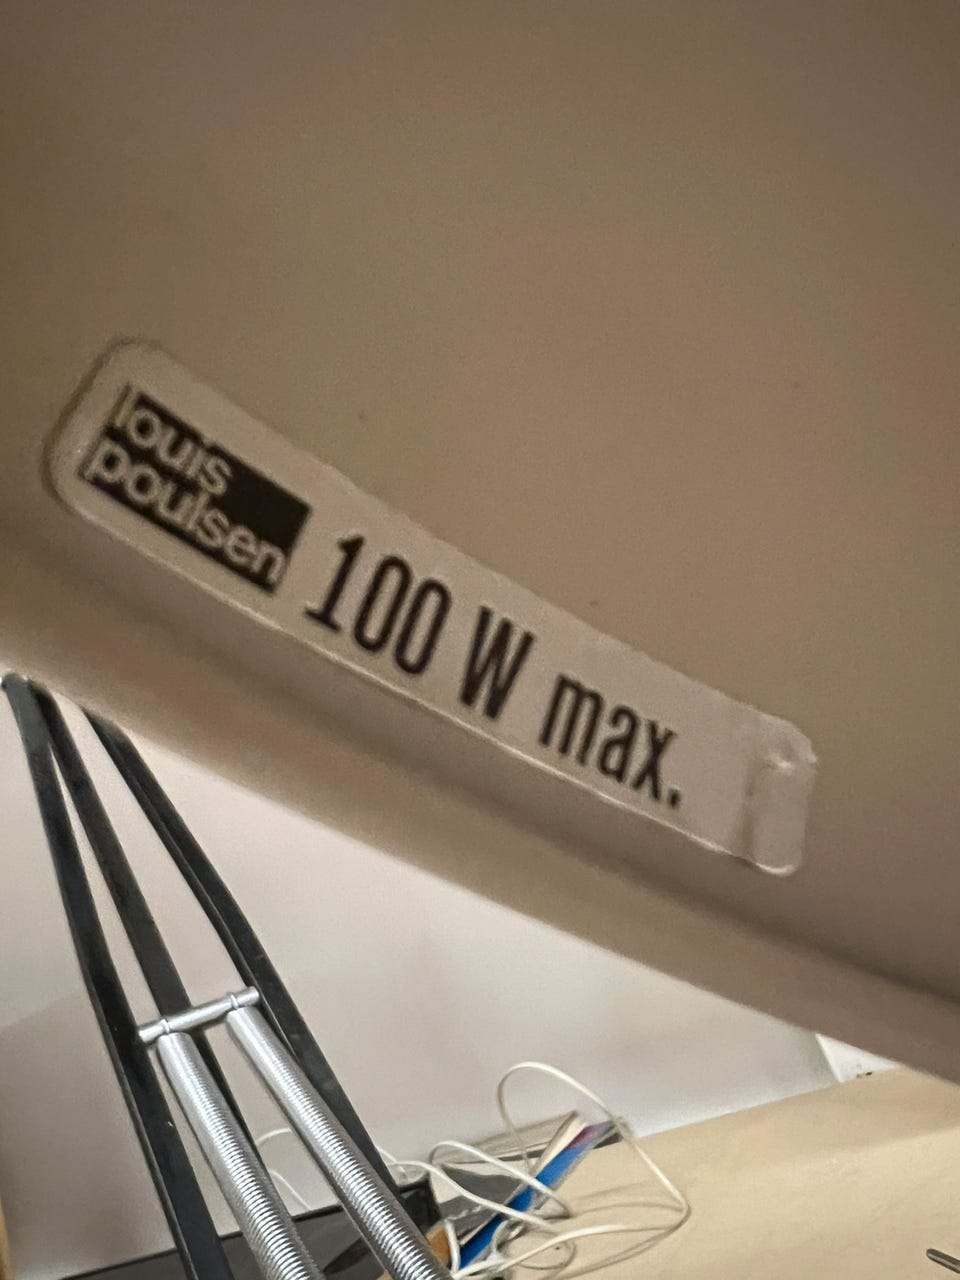 louis
poulsen
100 W max.